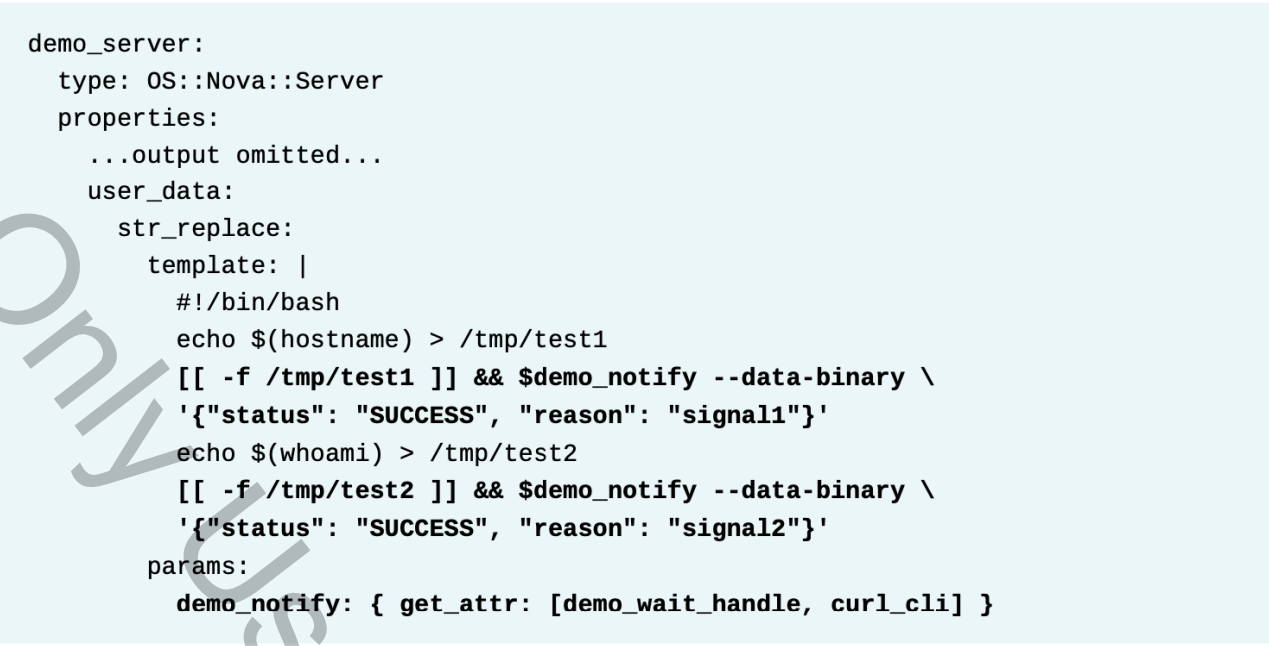 demo_server:
  type: OS::Nova::Server
  properties:
    ...output omitted...
    user_data:
      str_replace:
        template: |
          #!/bin/bash
          echo $(hostname) > /tmp/test1
          [[ -f /tmp/test1 ]] && $demo_notify --data-binary \
          '{"status": "SUCCESS", "reason": "signal1"}'
          echo $(whoami) > /tmp/test2
          [[ -f /tmp/test2 ]] && $demo_notify --data-binary \
          '{"status": "SUCCESS", "reason": "signal2"}'
        params:
          demo_notify: { get_attr: [demo_wait_handle, curl_cli] }
Only Us